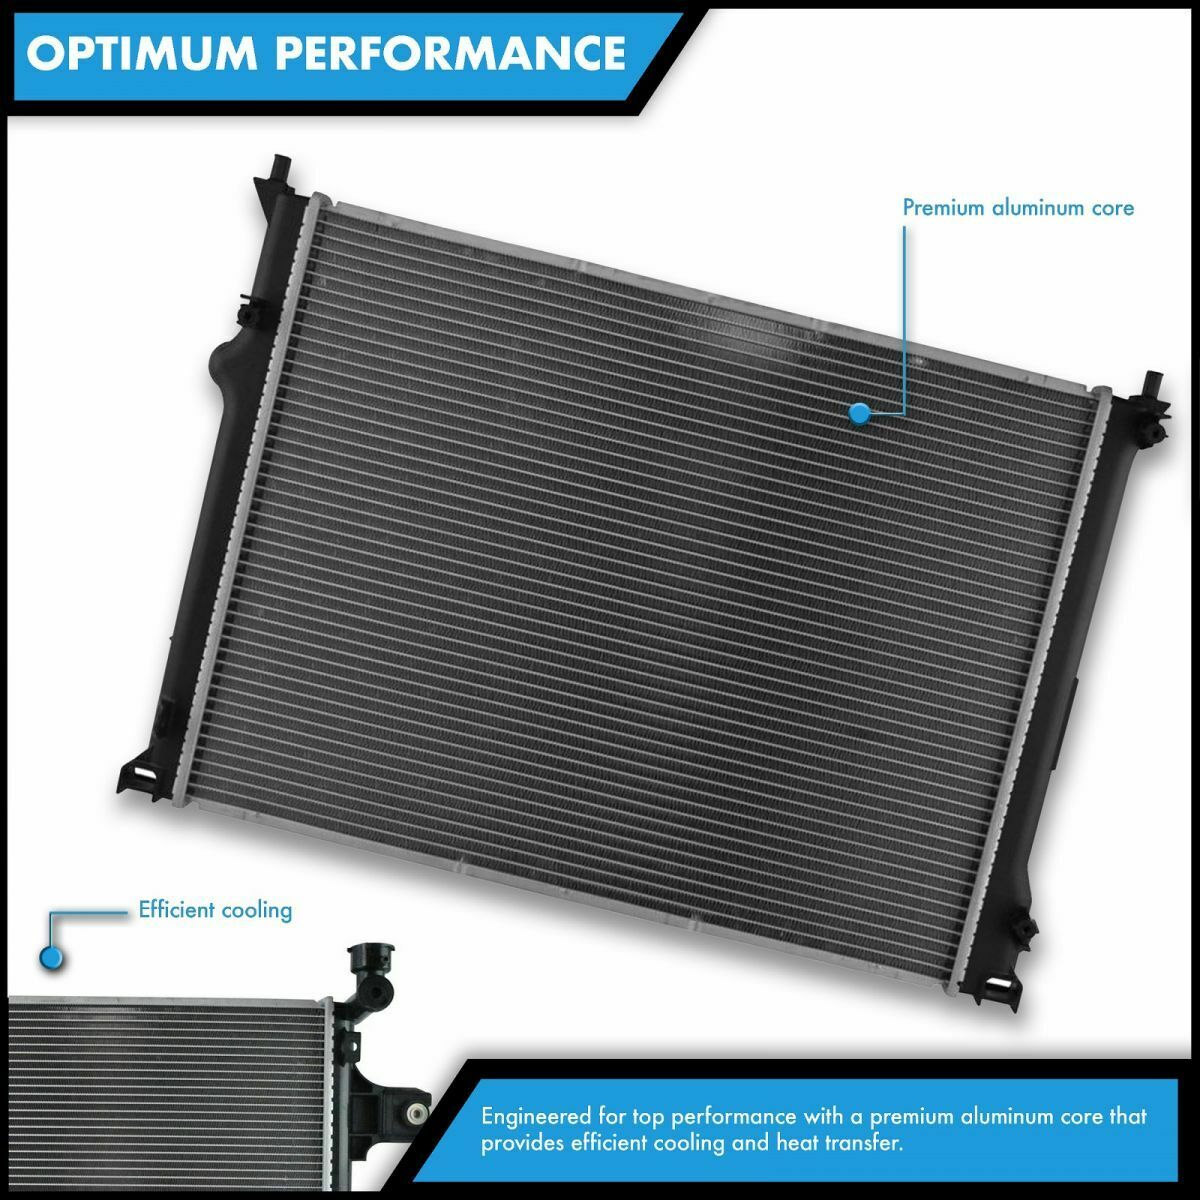 OPTIMUM PERFORMANCE
Premium aluminum core
Efficient cooling
Engineered for top performance with a premium aluminum core that
provides efficient cooling and heat transfer.